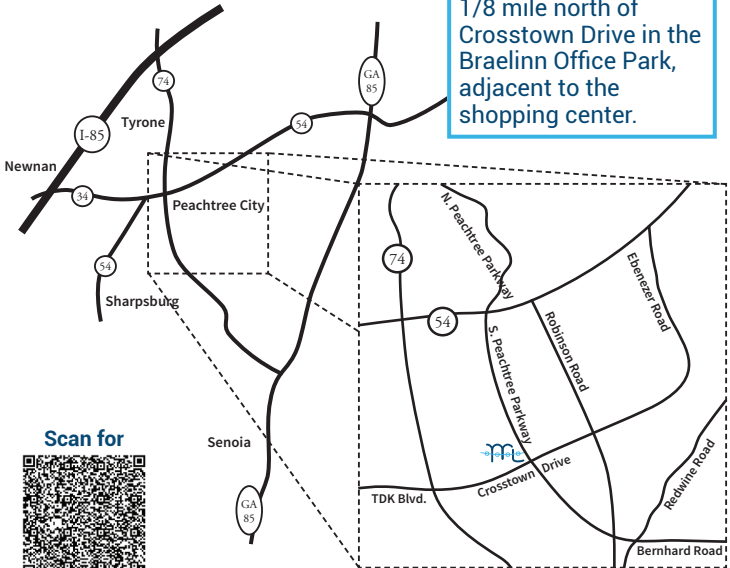 1/8 mile north of
Crosstown Drive in the
Braelinn Office Park,
adjacent to the
shopping center.
74
GA
85
I-85
Tyrone
54
Newnan
34
Peachtree City
54
Sharpsburg
N. Peachtree Parkway
74
Ebenezer Road
54
Robinson Road
S. Peachtree Parkway
Scan for
Senoia
mc
Crosstown Drive
TDK Blvd.
Redwine Road
GA
85
Bernhard Road